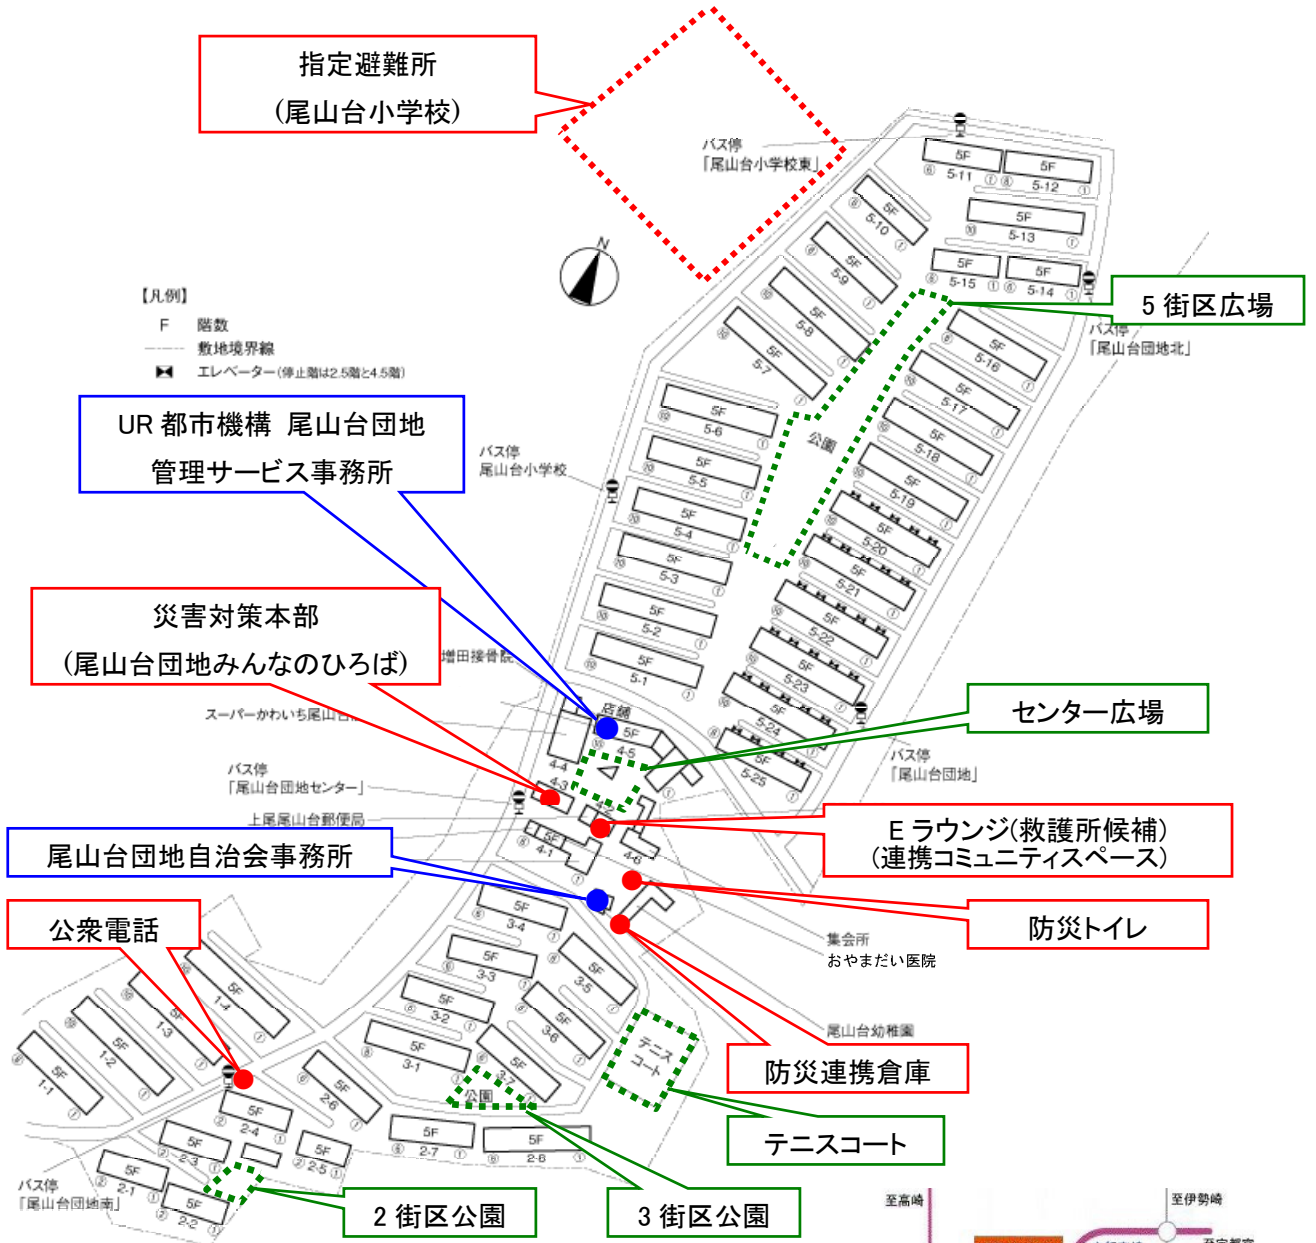 指定避難所
(尾山台小学校)
バス停
「尾山台小学校東」
5F
5-11
5F
5-12
5F
5-10
5F
5-13
5F
5-9
5F
5-15
5F
5-14
N
【凡例】
F 階数
敷地境界線
エレベーター(停止階は2.5階と4.5階)
5街区広場
バス停
「尾山台団地北」
5F
5-8
5F
5-7
5F
5-16
5F
5-17
5F
5-6
公園
5F
5-18
UR都市機構 尾山台団地
管理サービス事務所
バス停
尾山台小学校
5F
5-5
5F
5-19
5F
5-4
5F
5-20
5F
5-3
5F
5-21
5F
5-2
5F
5-22
5F
5-1
5F
5-23
災害対策本部
(尾山台団地みんなのひろば)
増田接骨院
スーパーかわいち尾山台
店舗
5F
4-5
5F
5-24
センター広場
4-4
5F
5-25
バス停
「尾山台団地」
バス停
「尾山台団地センター」
4-3
4-2
上尾尾山台郵便局
Eラウンジ(救護所候補)
(連携コミュニティスペース)
尾山台団地自治会事務所
5F
4-1
4-6
防災トイレ
公衆電話
5F
3-4
集会所
おやまだい医院
5F
3-3
5F
3-5
5F
1-4
5F
3-2
5F
3-6
尾山台幼稚園
5F
1-3
5F
3-1
テニス
コート
5F
1-2
5F
3-7
防災連携倉庫
5F
1-1
5F
2-6
公園
5F
2-4
テニスコート
5F
2-3
5F
2-5
5F
2-7
5F
2-8
5F
2-1
バス停
「尾山台団地南」
5F
2-2
2街区公園
3街区公園
至高崎
至伊勢崎